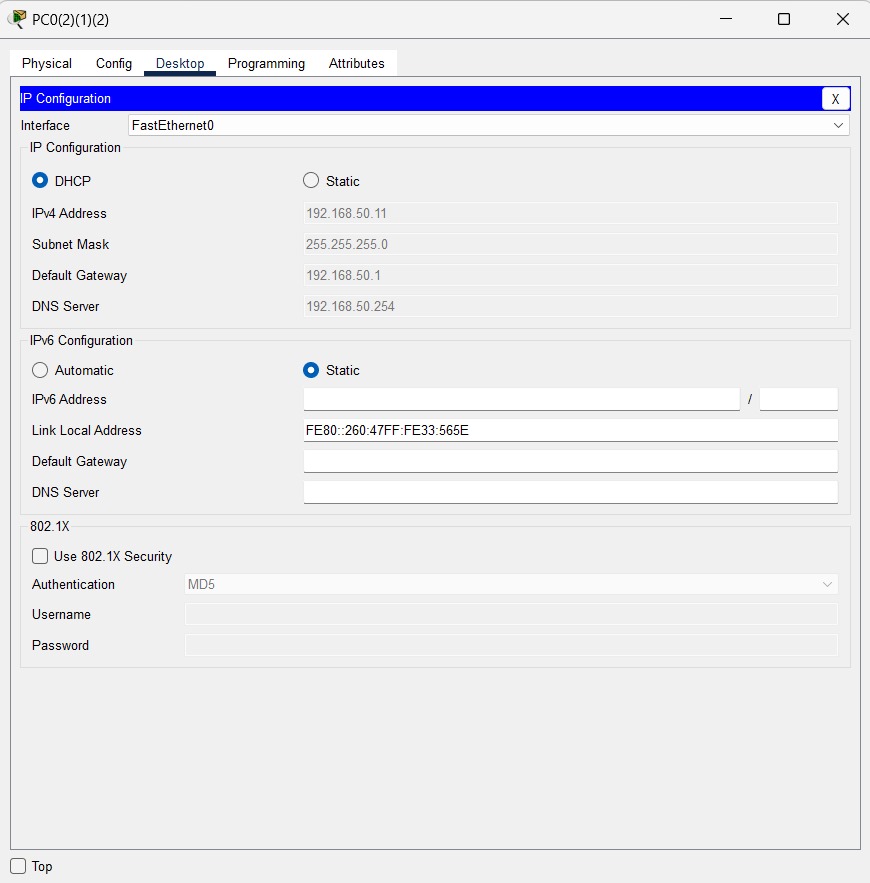 PC0(2)(1)(2)
Physical Config Desktop Programming Attributes
IP Configuration X
Interface FastEthernet0
IP Configuration
DHCP Static
IPv4 Address 192.168.50.11
Subnet Mask 255.255.255.0
Default Gateway 192.168.50.1
DNS Server 192.168.50.254
IPv6 Configuration
Automatic Static
IPv6 Address /
Link Local Address FE80::260:47FF:FE33:565E
Default Gateway
DNS Server
802.1X
Use 802.1X Security
Authentication MD5
Username
Password
Top